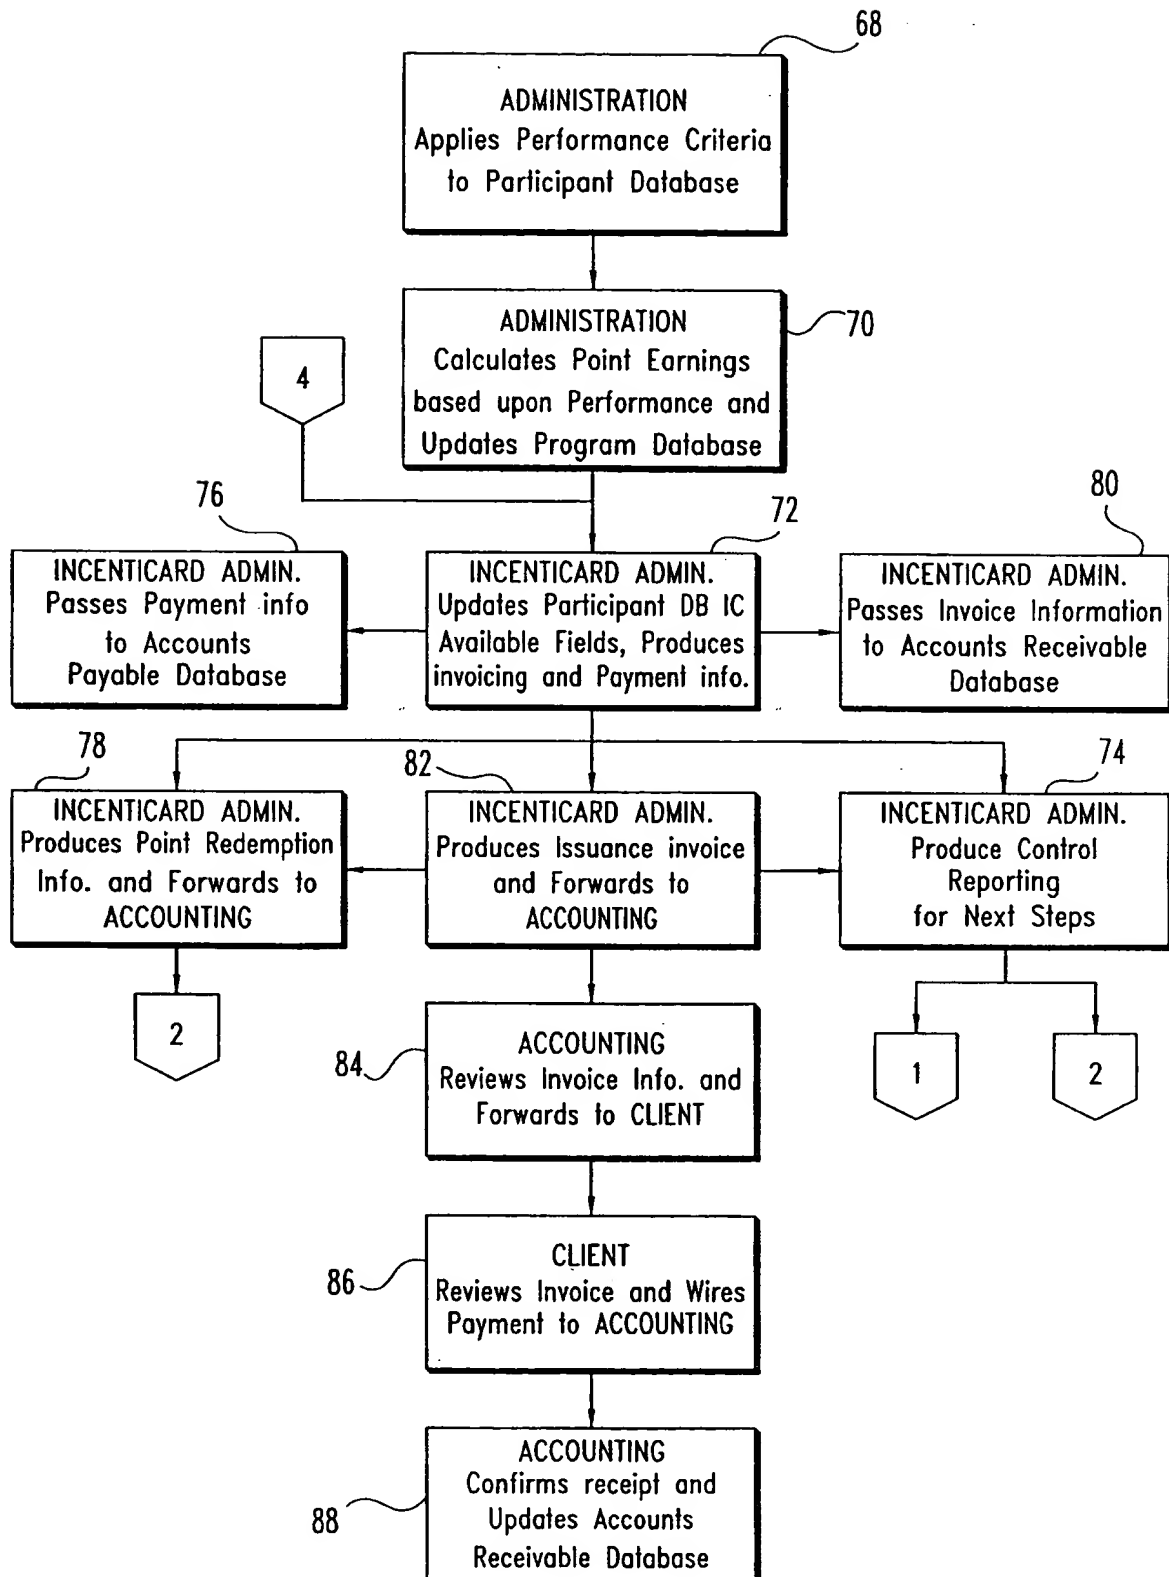 68
ADMINISTRATION
Applies Performance Criteria
to Participant Database
70
ADMINISTRATION
Calculates Point Earnings
based upon Performance and
Updates Program Database
4
76
INCENTICARD ADMIN.
Passes Payment info
to Accounts
Payable Database
72
INCENTICARD ADMIN.
Updates Participant DB IC
Available Fields, Produces
invoicing and Payment info.
80
INCENTICARD ADMIN.
Passes Invoice Information
to Accounts Receivable
Database
78
INCENTICARD ADMIN.
Produces Point Redemption
Info. and Forwards to
ACCOUNTING
82
INCENTICARD ADMIN.
Produces Issuance invoice
and Forwards to
ACCOUNTING
74
INCENTICARD ADMIN.
Produce Control
Reporting
for Next Steps
2
1
2
84
ACCOUNTING
Reviews Invoice Info. and
Forwards to CLIENT
86
CLIENT
Reviews Invoice and Wires
Payment to ACCOUNTING
88
ACCOUNTING
Confirms receipt and
Updates Accounts
Receivable Database